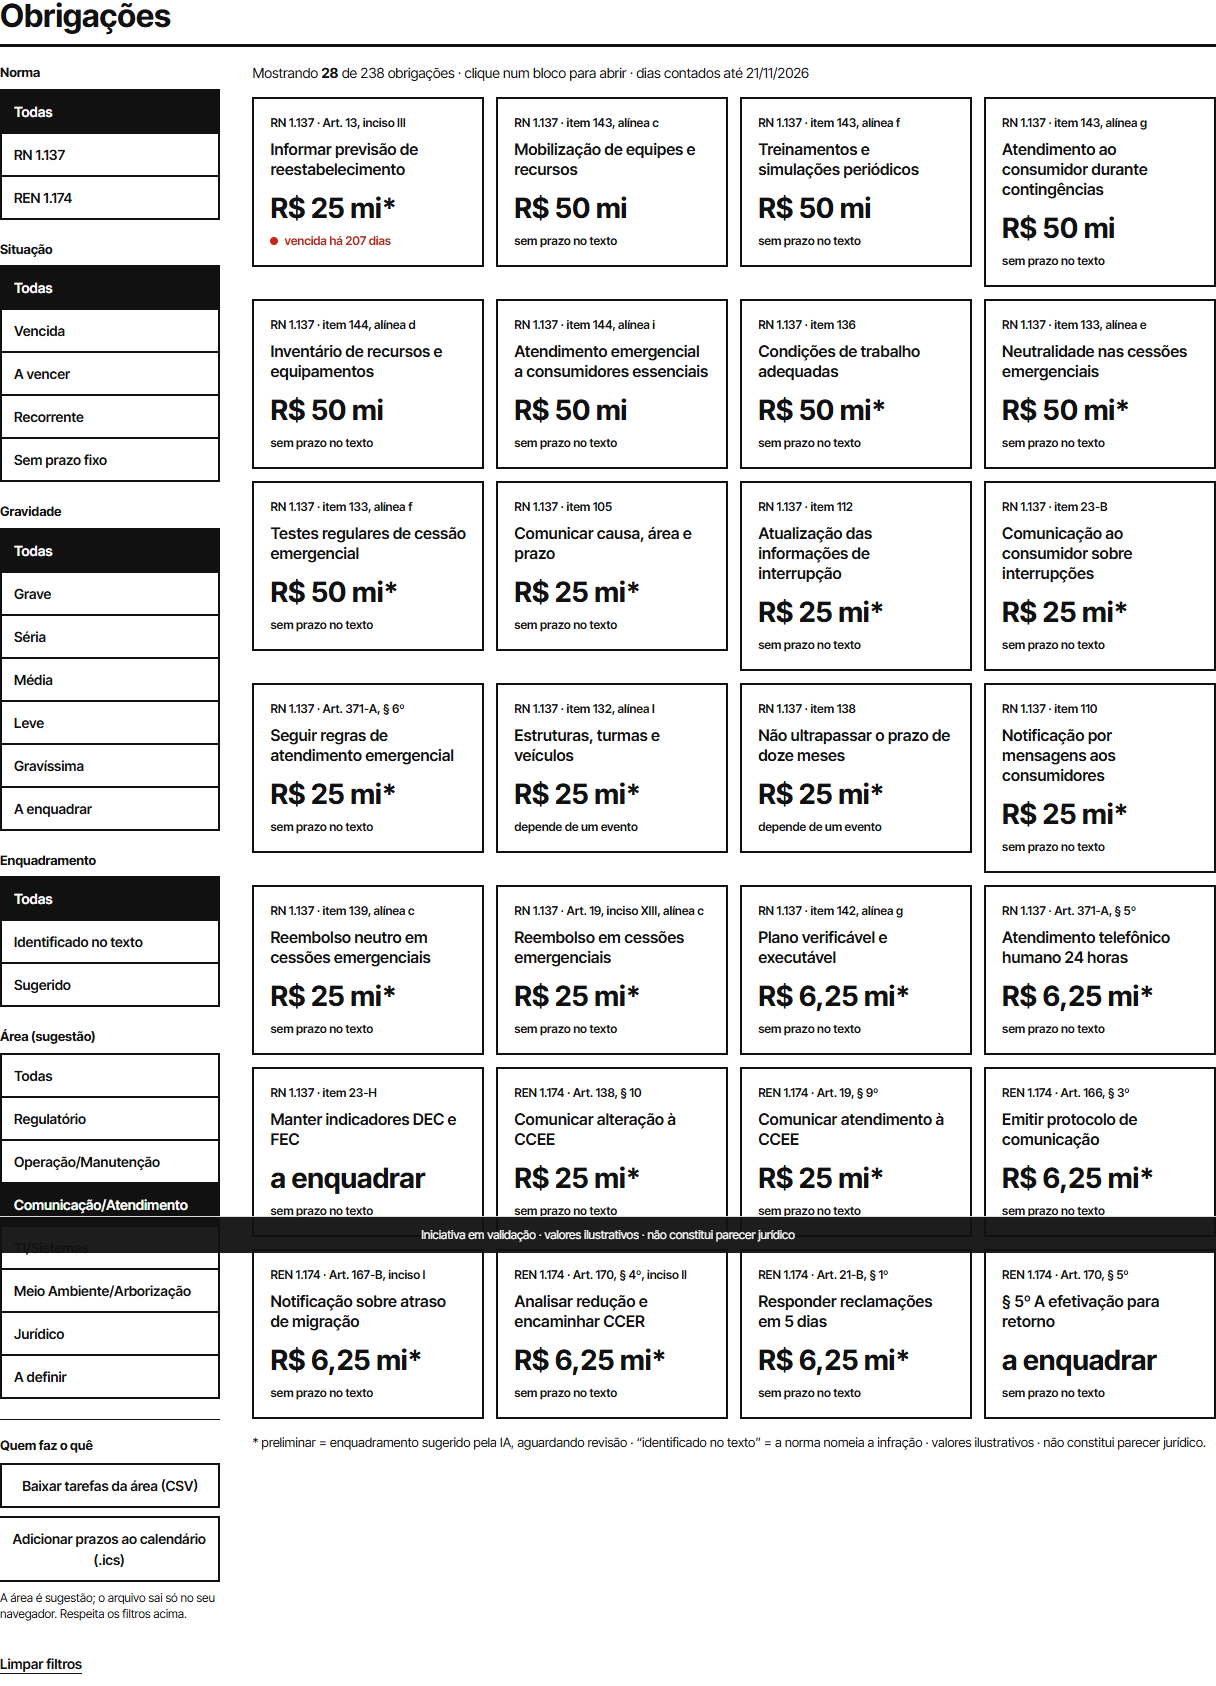 Obrigações
Norma
Todas
RN 1.137
REN 1.174
Situação
Todas
Vencida
A vencer
Recorrente
Sem prazo fixo
Gravidade
Todas
Grave
Séria
Média
Leve
Gravíssima
A enquadrar
Enquadramento
Todas
Identificado no texto
Sugerido
Área (sugestão)
Todas
Regulatório
Operação/Manutenção
Comunicação/Atendimento
TI/Sistemas
Meio Ambiente/Arborização
Jurídico
A definir
Quem faz o quê
Baixar tarefas da área (CSV)
Adicionar prazos ao calendário
(.ics)
A área é sugestão; o arquivo sai só no seu
navegador. Respeita os filtros acima.
Limpar filtros
Mostrando 28 de 238 obrigações · clique num bloco para abrir · dias contados até 21/11/2026
RN 1.137 · Art. 13, inciso III
Informar previsão de
reestabelecimento
R$ 25 mi*
vencida há 207 dias
RN 1.137 · item 143, alínea c
Mobilização de equipes e
recursos
R$ 50 mi
sem prazo no texto
RN 1.137 · item 143, alínea f
Treinamentos e
simulações periódicos
R$ 50 mi
sem prazo no texto
RN 1.137 · item 143, alínea g
Atendimento ao
consumidor durante
contingências
R$ 50 mi
sem prazo no texto
RN 1.137 · item 144, alínea d
Inventário de recursos e
equipamentos
R$ 50 mi
sem prazo no texto
RN 1.137 · item 144, alínea i
Atendimento emergencial
a consumidores essenciais
R$ 50 mi
sem prazo no texto
RN 1.137 · item 136
Condições de trabalho
adequadas
R$ 50 mi*
sem prazo no texto
RN 1.137 · item 133, alínea e
Neutralidade nas cessões
emergenciais
R$ 50 mi*
sem prazo no texto
RN 1.137 · item 133, alínea f
Testes regulares de cessão
emergencial
R$ 50 mi*
sem prazo no texto
RN 1.137 · item 105
Comunicar causa, área e
prazo
R$ 25 mi*
sem prazo no texto
RN 1.137 · item 112
Atualização das
informações de
interrupção
R$ 25 mi*
sem prazo no texto
RN 1.137 · item 23-B
Comunicação ao
consumidor sobre
interrupções
R$ 25 mi*
sem prazo no texto
RN 1.137 · Art. 371-A, § 6º
Seguir regras de
atendimento emergencial
R$ 25 mi*
sem prazo no texto
RN 1.137 · item 132, alínea l
Estruturas, turmas e
veículos
R$ 25 mi*
depende de um evento
RN 1.137 · item 138
Não ultrapassar o prazo de
doze meses
R$ 25 mi*
depende de um evento
RN 1.137 · item 110
Notificação por
mensagens aos
consumidores
R$ 25 mi*
sem prazo no texto
RN 1.137 · item 139, alínea c
Reembolso neutro em
cessões emergenciais
R$ 25 mi*
sem prazo no texto
RN 1.137 · Art. 19, inciso XIII, alínea c
Reembolso em cessões
emergenciais
R$ 25 mi*
sem prazo no texto
RN 1.137 · item 142, alínea g
Plano verificável e
executável
R$ 6,25 mi*
sem prazo no texto
RN 1.137 · Art. 371-A, § 5º
Atendimento telefônico
humano 24 horas
R$ 6,25 mi*
sem prazo no texto
RN 1.137 · item 23-H
Manter indicadores DEC e
FEC
a enquadrar
sem prazo no texto
REN 1.174 · Art. 138, § 10
Comunicar alteração à
CCEE
R$ 25 mi*
sem prazo no texto
REN 1.174 · Art. 19, § 9º
Comunicar atendimento à
CCEE
R$ 25 mi*
sem prazo no texto
REN 1.174 · Art. 166, § 3º
Emitir protocolo de
comunicação
R$ 6,25 mi*
sem prazo no texto
Iniciativa em validação · valores ilustrativos · não constitui parecer jurídico
REN 1.174 · Art. 167-B, inciso I
Notificação sobre atraso
de migração
R$ 6,25 mi*
sem prazo no texto
REN 1.174 · Art. 170, § 4º, inciso II
Analisar redução e
encaminhar CCER
R$ 6,25 mi*
sem prazo no texto
REN 1.174 · Art. 21-B, § 1º
Responder reclamações
em 5 dias
R$ 6,25 mi*
sem prazo no texto
REN 1.174 · Art. 170, § 5º
§ 5º A efetivação para
retorno
a enquadrar
sem prazo no texto
* preliminar = enquadramento sugerido pela IA, aguardando revisão · “identificado no texto” = a norma nomeia a infração · valores ilustrativos · não constitui parecer jurídico.